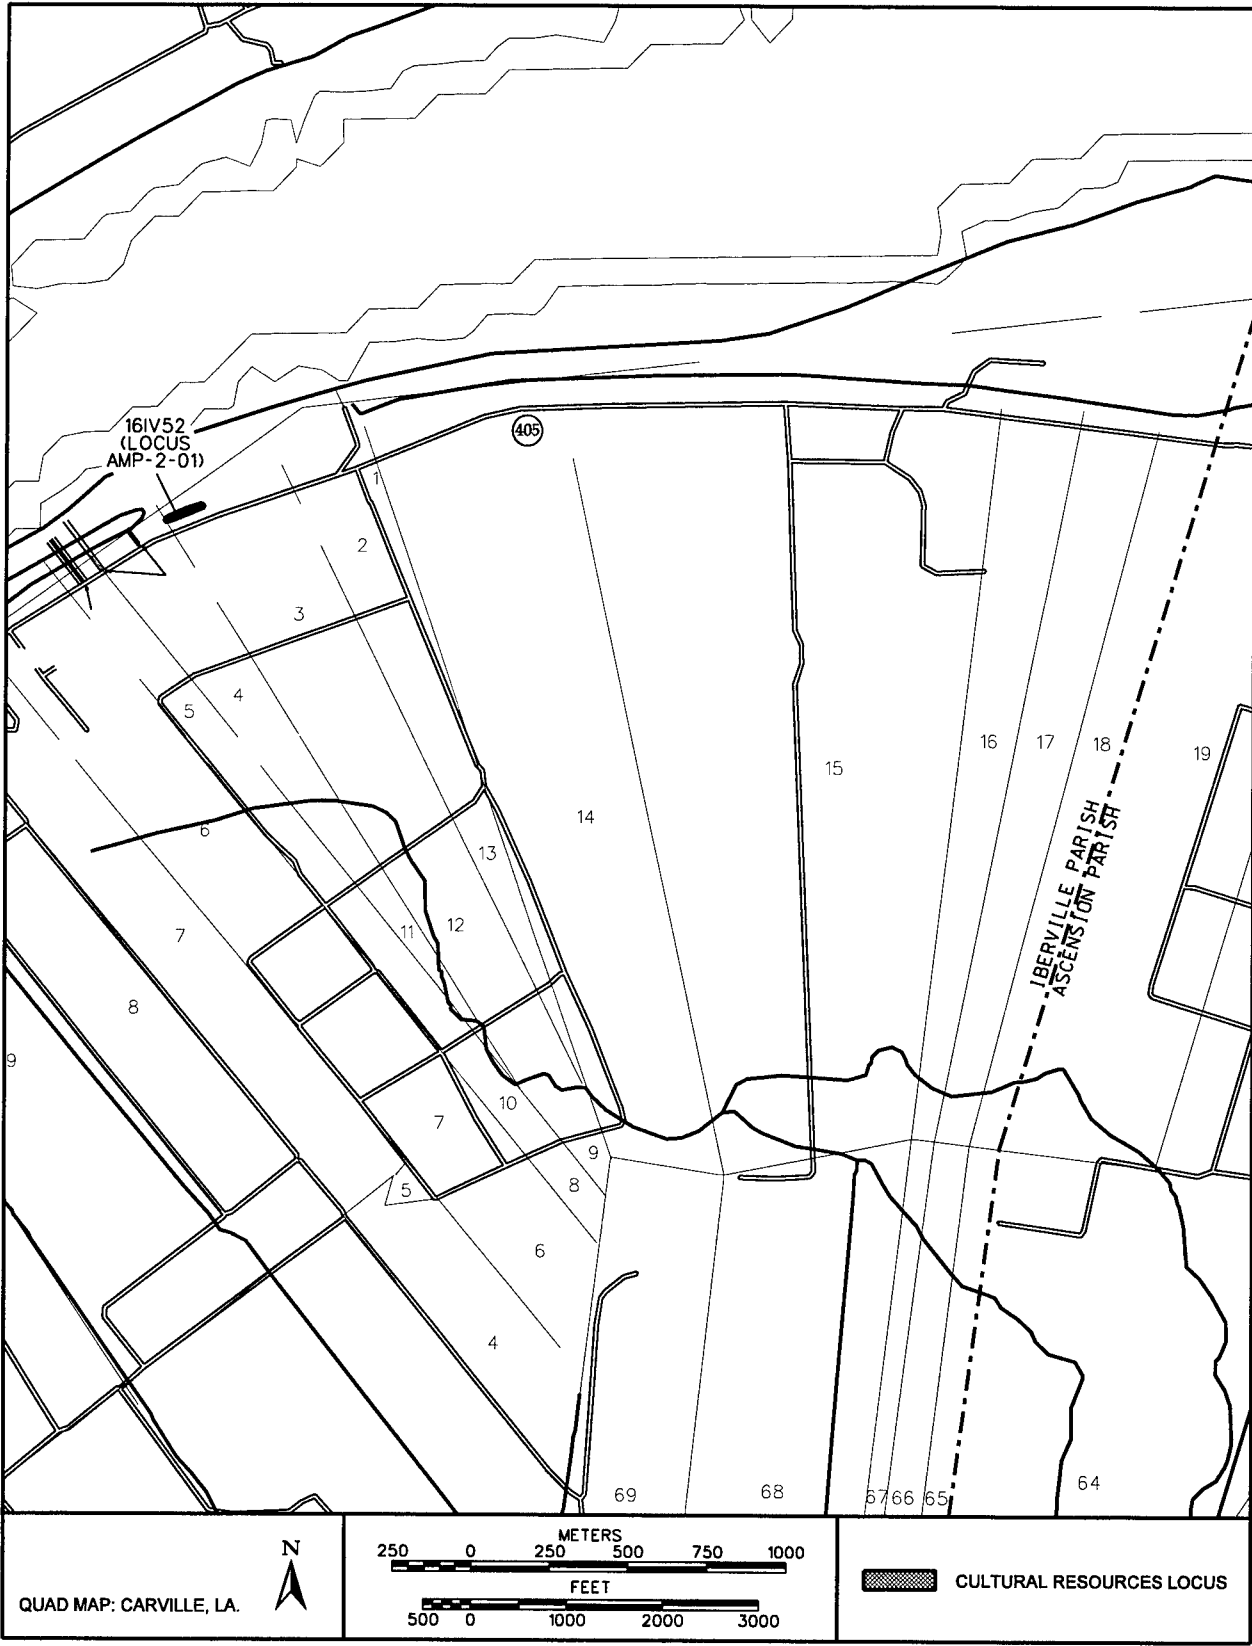 16IV52
(LOCUS
AMP-2-01)
405
1
2
3
4
5
6
7
8
9
10
11
12
13
14
15
16
17
18
19
IBERVILLE PARISH
ASCENSION PARISH
7
5
9
8
6
4
69
68
67
66
65
64
QUAD MAP: CARVILLE, LA.
N
METERS
250 0 250 500 750 1000
FEET
500 0 1000 2000 3000
CULTURAL RESOURCES LOCUS